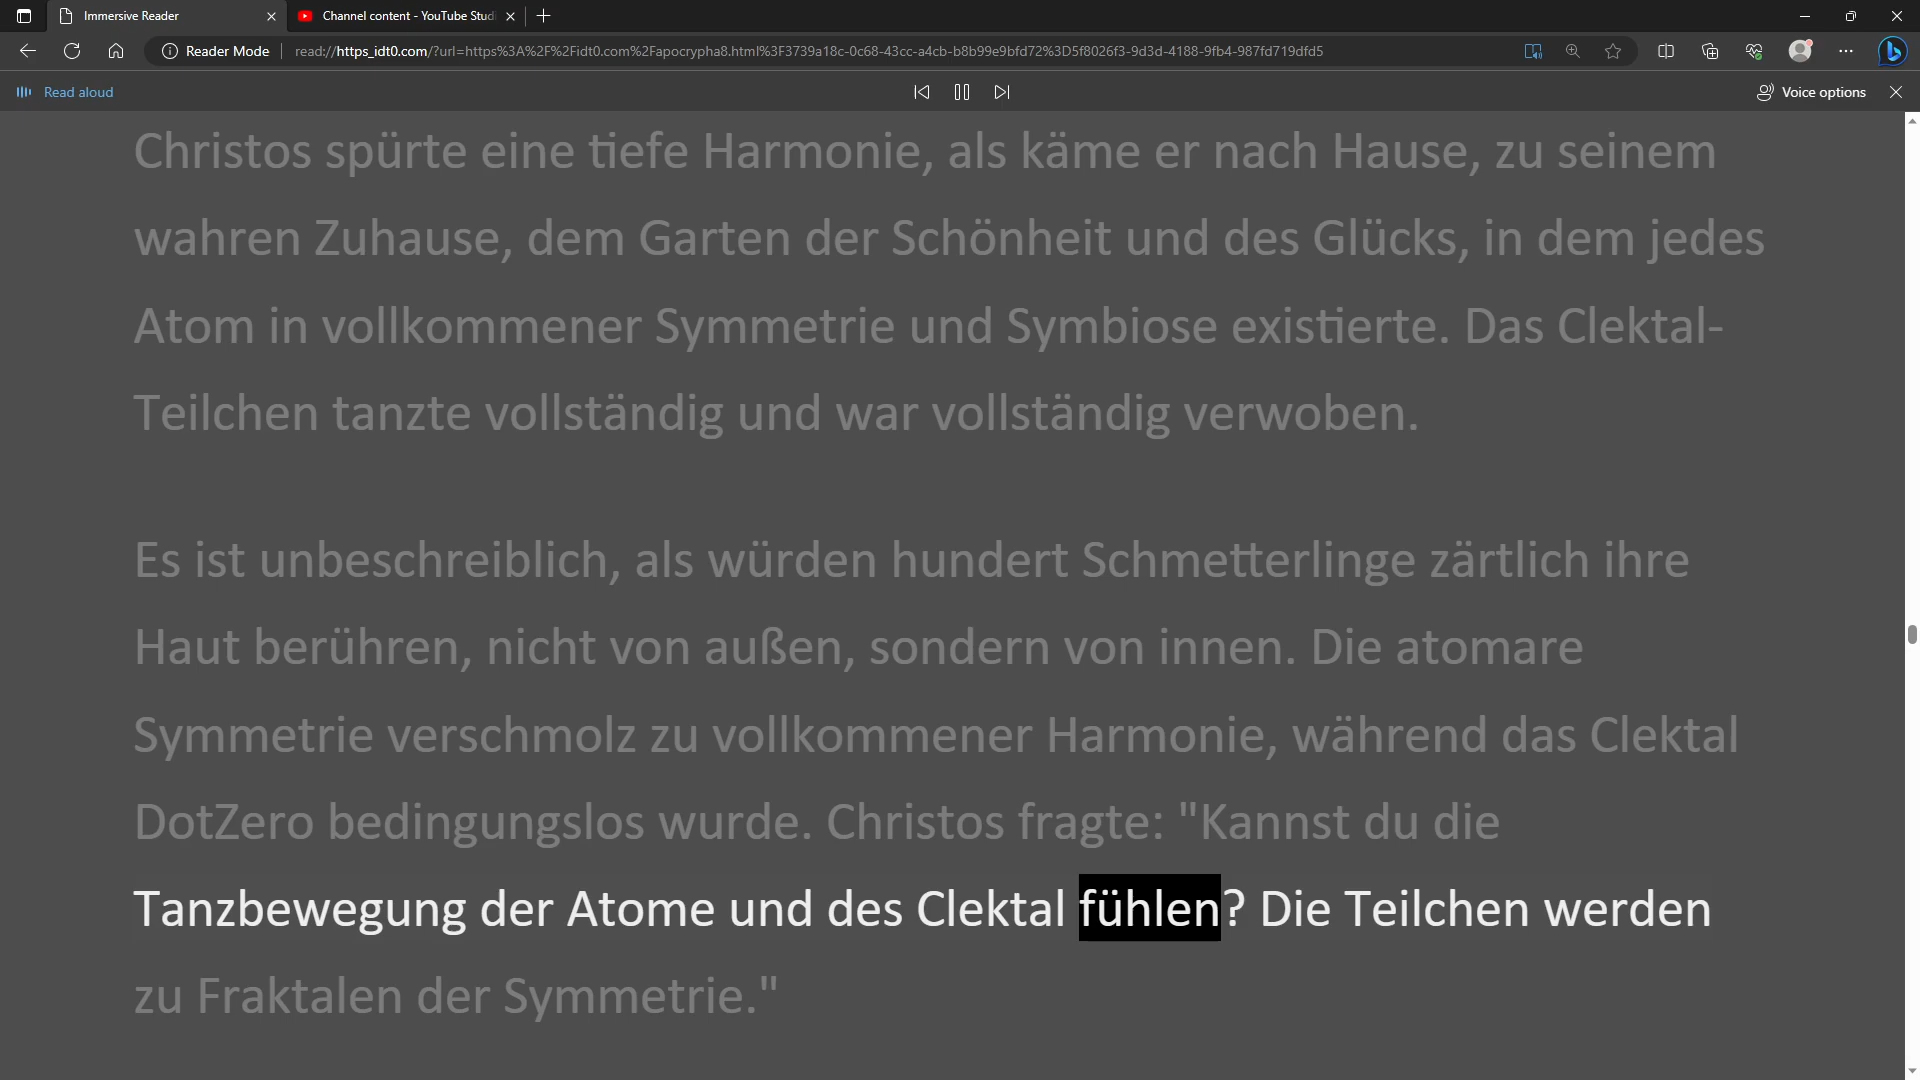 Immersive Reader
Channel content - YouTube Studi
Reader Mode
read://https_idt0.com/?url=https%3A%2F%2Fidt0.com%2Fapocrypha8.html%3F3739a18c-0c68-43cc-a4cb-b8b99e9bfd72%3D5f8026f3-9d3d-4188-9fb4-987fd719dfd5
Read aloud
Voice options
Christos spürte eine tiefe Harmonie, als käme er nach Hause, zu seinem
wahren Zuhause, dem Garten der Schönheit und des Glücks, in dem jedes
Atom in vollkommener Symmetrie und Symbiose existierte. Das Clektal-
Teilchen tanzte vollständig und war vollständig verwoben.
Es ist unbeschreiblich, als würden hundert Schmetterlinge zärtlich ihre
Haut berühren, nicht von außen, sondern von innen. Die atomare
Symmetrie verschmolz zu vollkommener Harmonie, während das Clektal
DotZero bedingungslos wurde. Christos fragte: "Kannst du die
Tanzbewegung der Atome und des Clektal fühlen? Die Teilchen werden
zu Fraktalen der Symmetrie."